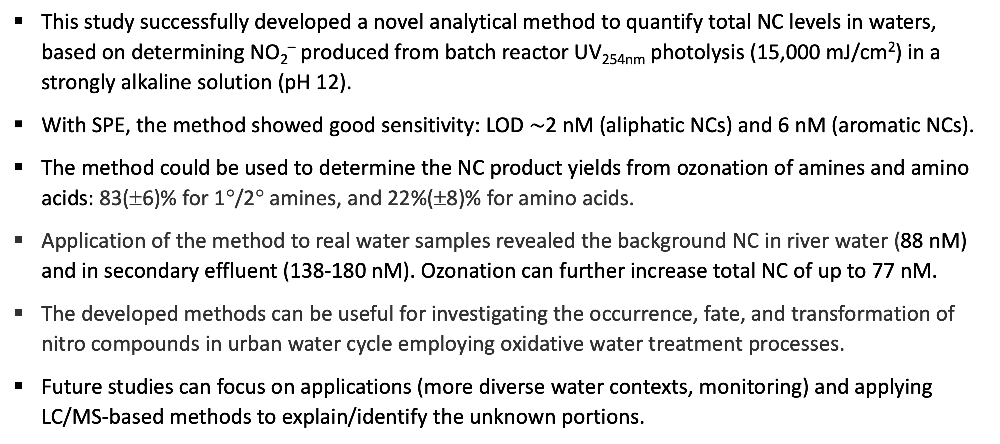 ▪ This study successfully developed a novel analytical method to quantify total NC levels in waters,
based on determining NO₂⁻ produced from batch reactor UV₂₅₄ₙₘ photolysis (15,000 mJ/cm²) in a
strongly alkaline solution (pH 12).
▪ With SPE, the method showed good sensitivity: LOD ~2 nM (aliphatic NCs) and 6 nM (aromatic NCs).
▪ The method could be used to determine the NC product yields from ozonation of amines and amino
acids: 83(±6)% for 1°/2° amines, and 22%(±8)% for amino acids.
▪ Application of the method to real water samples revealed the background NC in river water (88 nM)
and in secondary effluent (138-180 nM). Ozonation can further increase total NC of up to 77 nM.
▪ The developed methods can be useful for investigating the occurrence, fate, and transformation of
nitro compounds in urban water cycle employing oxidative water treatment processes.
▪ Future studies can focus on applications (more diverse water contexts, monitoring) and applying
LC/MS-based methods to explain/identify the unknown portions.